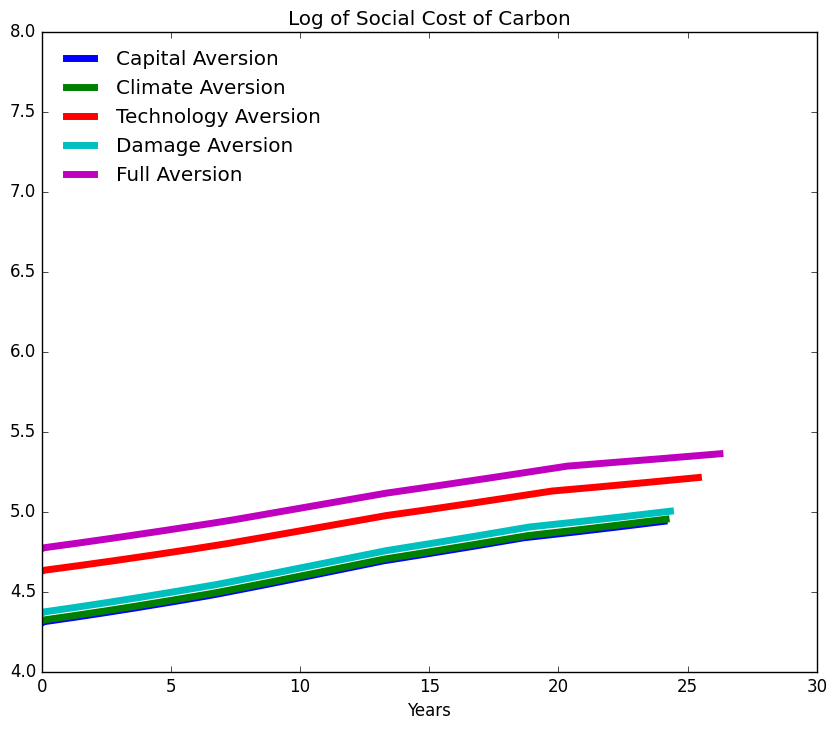 Log of Social Cost of Carbon
8.0
7.5
7.0
6.5
6.0
5.5
5.0
4.5
4.0
Capital Aversion
Climate Aversion
Technology Aversion
Damage Aversion
Full Aversion
0 5 10 15 20 25 30
Years